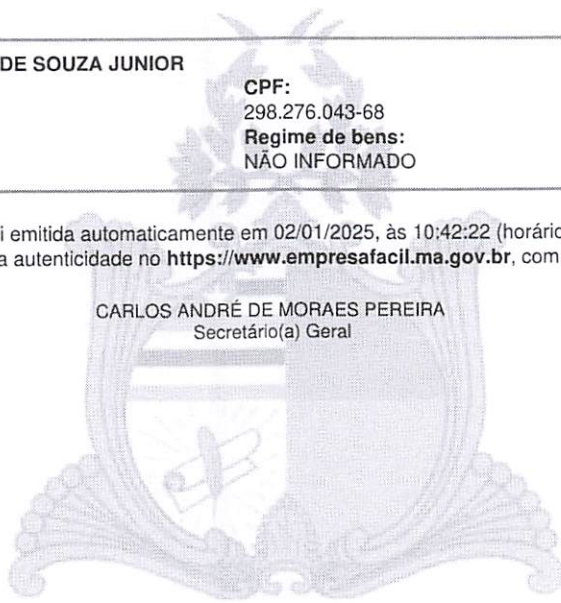 DE SOUZA JUNIOR
CPF:
298.276.043-68
Regime de bens:
NÃO INFORMADO
i emitida automaticamente em 02/01/2025, às 10:42:22 (horário
a autenticidade no https://www.empresafacil.ma.gov.br, com
CARLOS ANDRÉ DE MORAES PEREIRA
Secretário(a) Geral